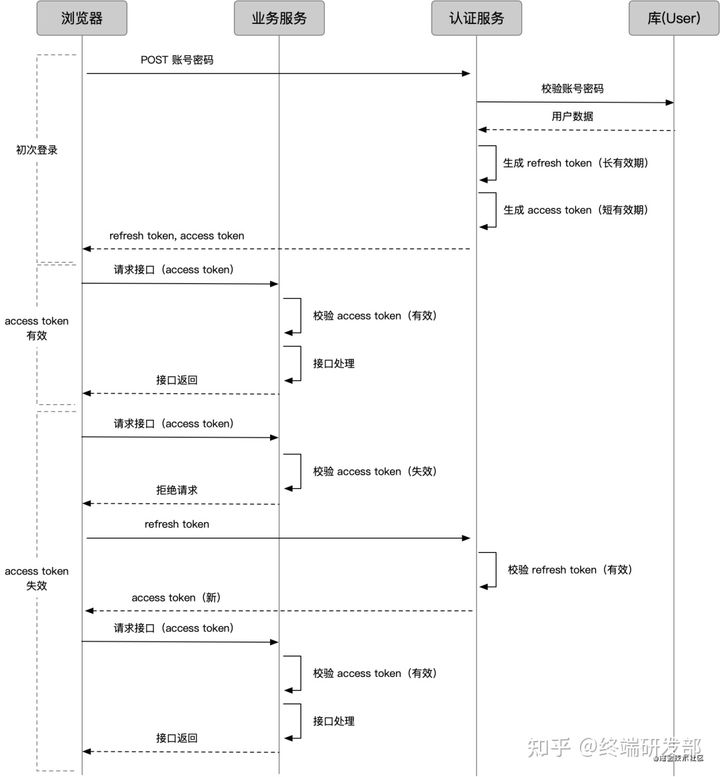 浏览器
业务服务
认证服务
库(User)
POST 账号密码
校验账号密码
用户数据
初次登录
生成 refresh token（长有效期）
生成 access token（短有效期）
refresh token, access token
请求接口（access token）
校验 access token（有效）
access token
有效
接口处理
接口返回
请求接口（access token）
校验 access token（失效）
拒绝请求
refresh token
access token
失效
校验 refresh token（有效）
access token（新）
请求接口（access token）
校验 access token（有效）
接口处理
接口返回
知乎 @终端研发部
@掘金技术社区